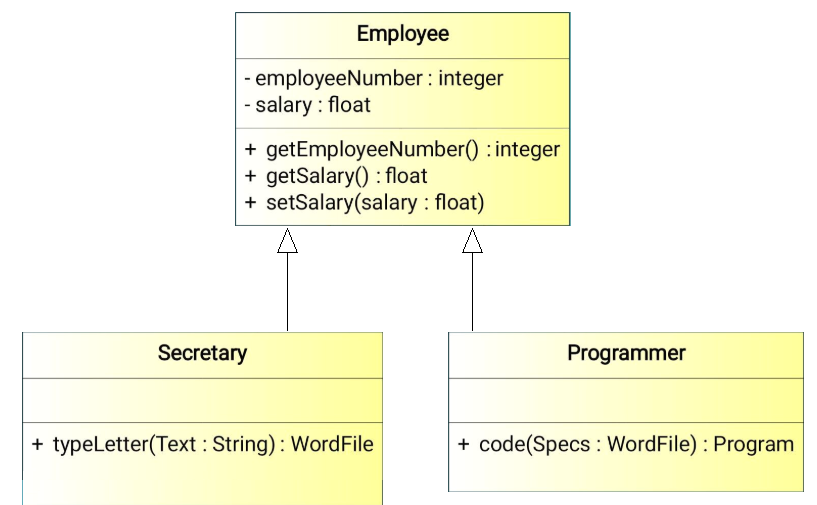 Employee
- employeeNumber : integer
- salary : float
+ getEmployeeNumber() : integer
+ getSalary() : float
+ setSalary(salary : float)
Secretary
+ typeLetter(Text : String) : WordFile
Programmer
+ code(Specs : WordFile) : Program